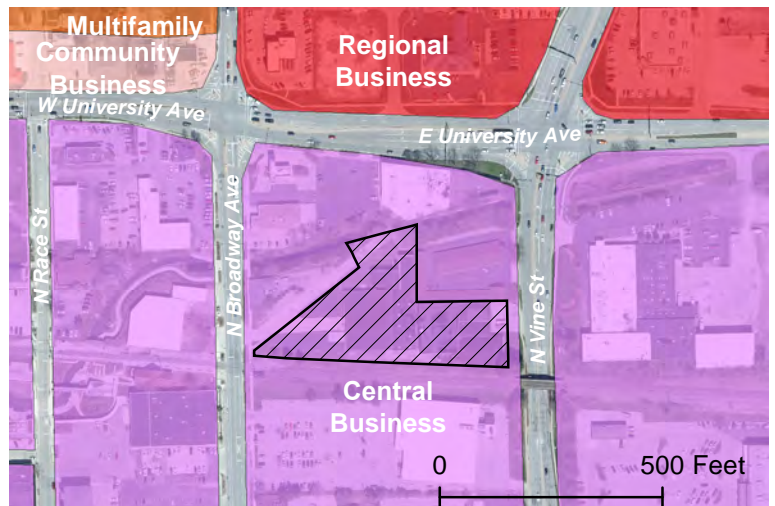 Multifamily
Community
Business
Regional
Business
W University Ave
E University Ave
N Race St
N Broadway Ave
N Vine St
Central
Business
0
500 Feet